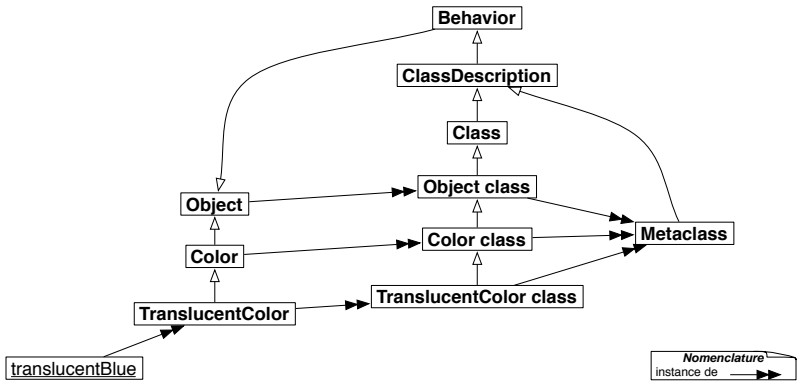 Behavior
ClassDescription
Class
Object class
Object
Color class
Metaclass
Color
TranslucentColor class
TranslucentColor
translucentBlue
Nomenclature
instance de